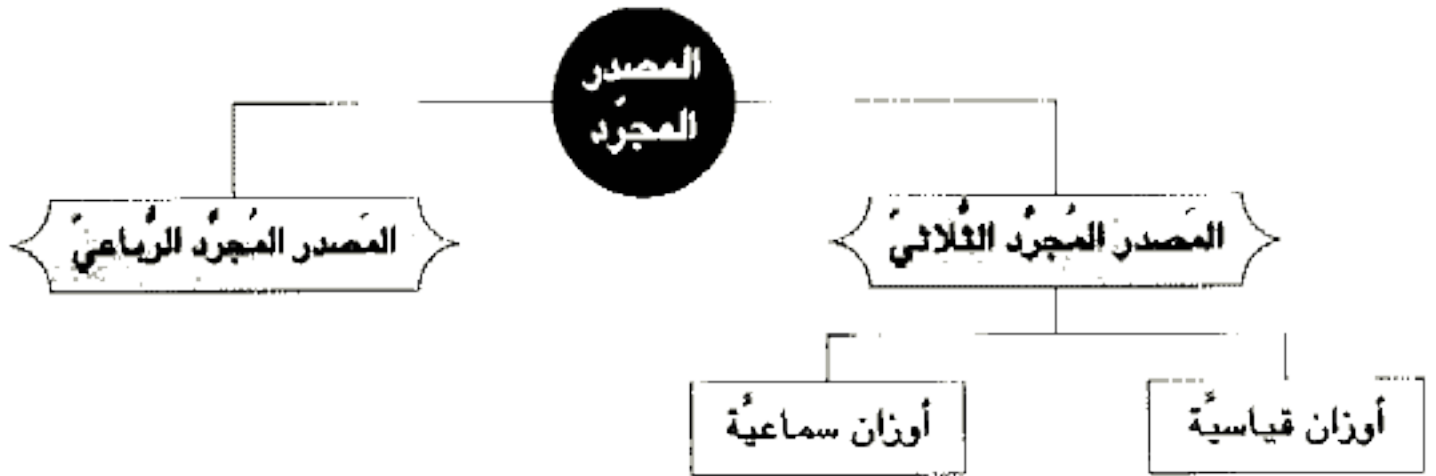 المصدر
المجرّد
المَصدر المُجرَّد الثُّلاثيّ
المَصدر المُجرَّد الرُّباعيّ
أوزان قياسيَّة
أوزان سماعيَّة